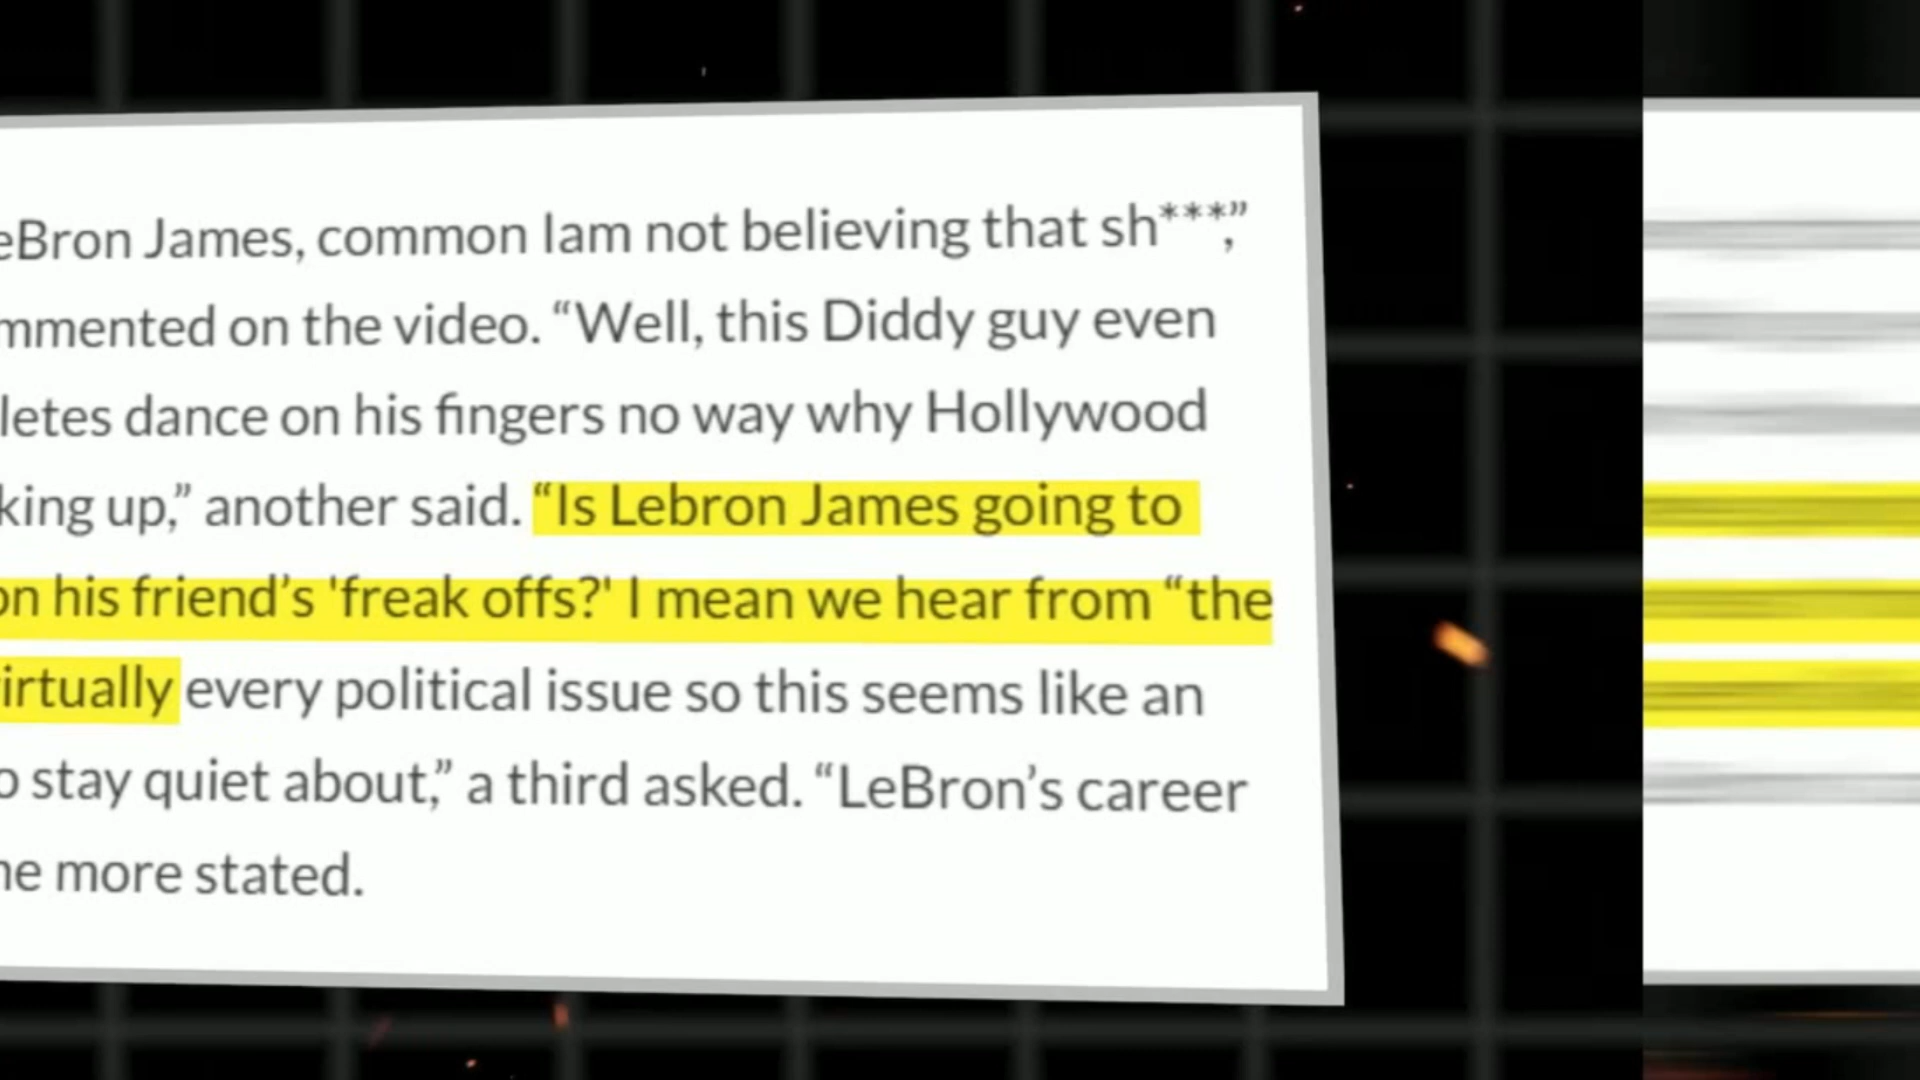 eBron James, common Iam not believing that sh***,”
mmented on the video. “Well, this Diddy guy even
letes dance on his fingers no way why Hollywood
king up,” another said. “Is Lebron James going to
on his friend’s 'freak offs?' I mean we hear from “the
irtually every political issue so this seems like an
o stay quiet about,” a third asked. “LeBron’s career
ne more stated.